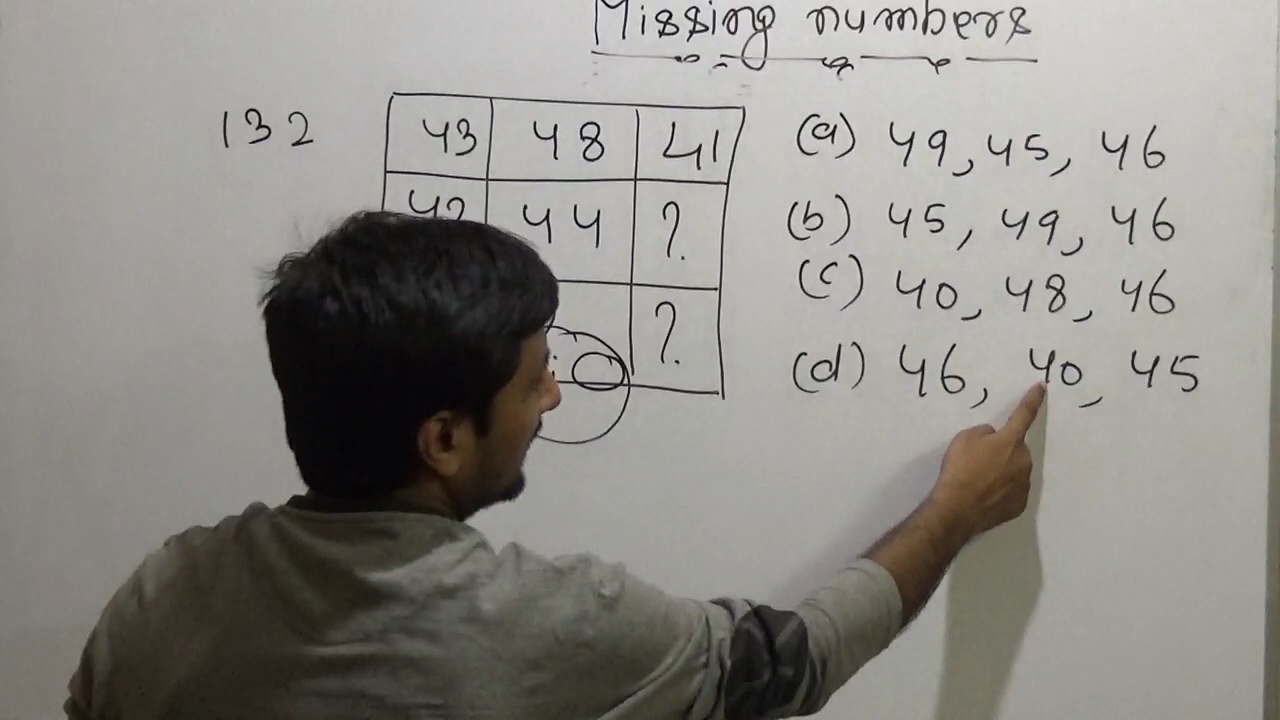 Missing numbers
132
43 48 41
42 44 ?
?
(a) 49, 45, 46
(b) 45, 49, 46
(c) 40, 48, 46
(d) 46, 40, 45